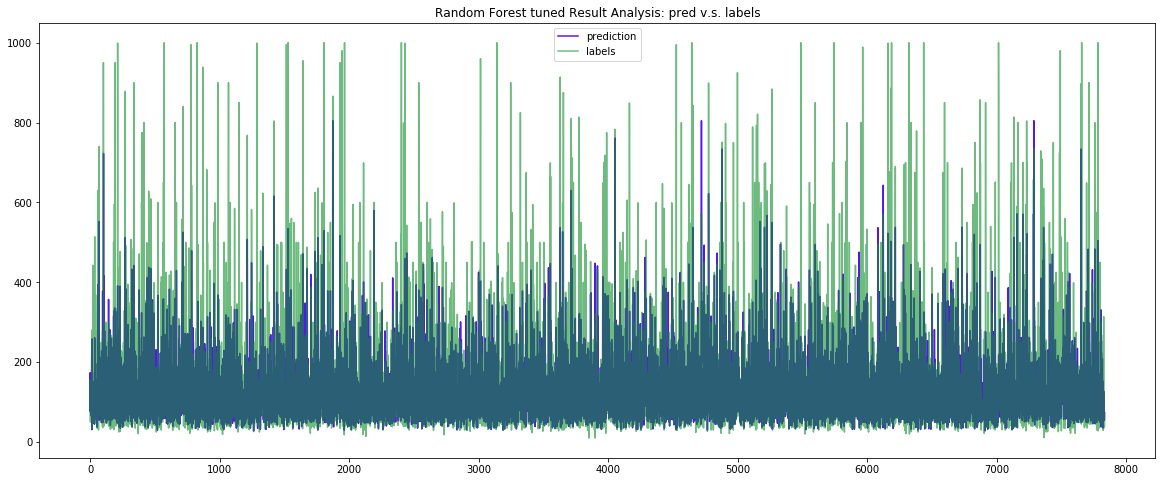 Random Forest tuned Result Analysis: pred v.s. labels
prediction
labels
1000
800
600
400
200
0
0 1000 2000 3000 4000 5000 6000 7000 8000